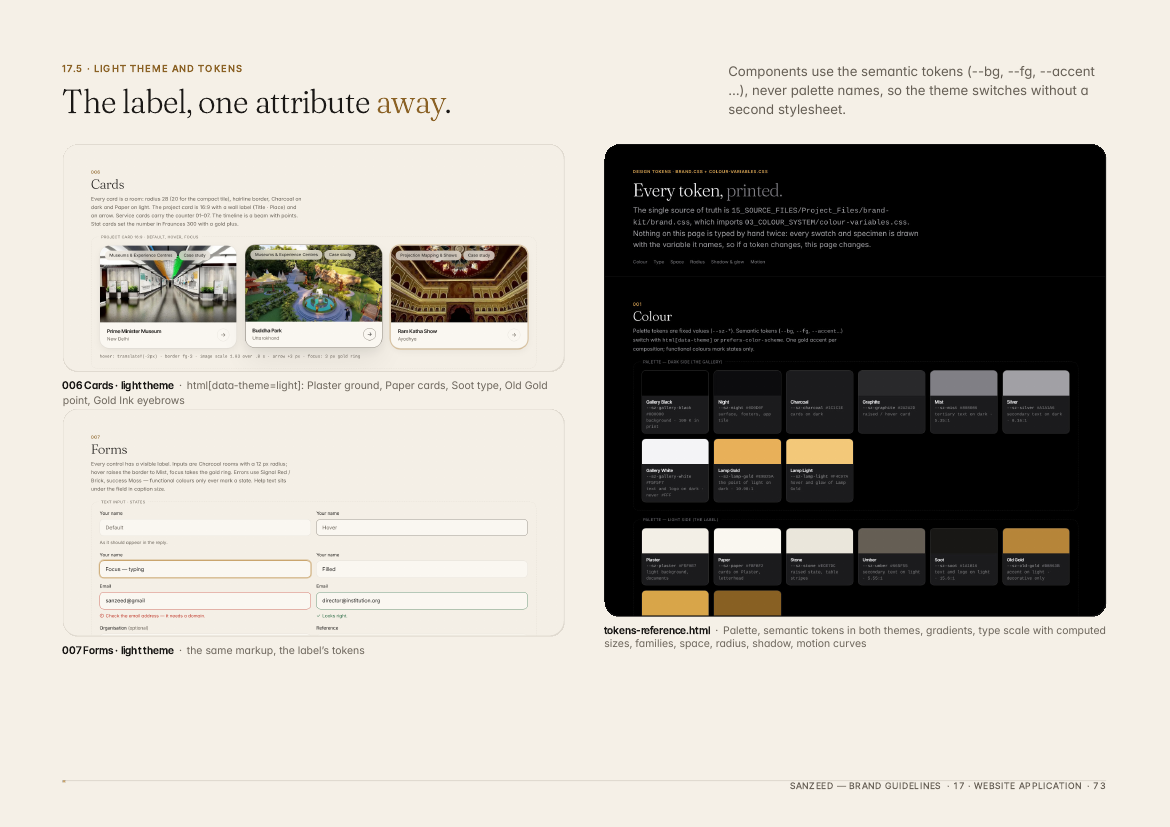 17.5 · LIGHT THEME AND TOKENS
The label, one attribute away.
Components use the semantic tokens (--bg, --fg, --accent
…), never palette names, so the theme switches without a
second stylesheet.
006
Cards
Every card is a room: radius 28 (20 for the compact tile), hairline border, Charcoal on
dark and Paper on light. The project card is 16:9 with a wall label (Title · Place) and
an arrow. Service cards carry the counter 01–07. The timeline is a beam with points.
Stat cards set the number in Fraunces 300 with a gold plus.
PROJECT CARD 16:9 · DEFAULT, HOVER, FOCUS
Museums & Experience Centres
Case study
Museums & Experience Centres
Case study
Projection Mapping & Shows
Case study
Prime Minister Museum
New Delhi
Buddha Park
Ram Katha Show
Ayodhya
006 Cards · light theme · html[data-theme=light]: Plaster ground, Paper cards, Soot type, Old Gold
point, Gold Ink eyebrows
007
Forms
Every control has a visible label. Inputs are Charcoal rooms with a 12 px radius;
hover raises the border to Mist, focus takes the gold ring. Errors use Signal Red /
Brick, success Moss — functional colours only ever mark a state. Help text sits
under the field in caption size.
TEXT INPUT · STATES
Your name
Your name
Default
Hover
As it should appear in the reply.
Your name
Your name
Focus — typing
Filled
Email
Email
sanzeed@gmail
director@institution.org
Check the email address — it needs a domain.
✓ Looks right.
Organisation (optional)
Reference
007 Forms · light theme · the same markup, the label's tokens
DESIGN TOKENS · BRAND.CSS + COLOUR-VARIABLES.CSS
Every token, printed.
The single source of truth is 15_SOURCE_FILES/Project_Files/brand-
kit/brand.css, which imports 03_COLOUR_SYSTEM/colour-variables.css.
Nothing on this page is typed by hand twice: every swatch and specimen is drawn
with the variable it names, so if a token changes, this page changes.
Colour Type Space Radius Shadow & glow Motion
001
Colour
Palette tokens are fixed values (--sz-*). Semantic tokens (--bg, --fg, --accent…)
switch with html[data-theme] or prefers-color-scheme. One gold accent per
composition; functional colours mark states only.
PALETTE — DARK SIDE (THE GALLERY)
Gallery Black
Night
Charcoal
Graphite
Mist
Silver
Gallery White
Lamp Gold
Lamp Light
PALETTE — LIGHT SIDE (THE LABEL)
Plaster
Paper
Stone
Umber
Soot
Old Gold
tokens-reference.html · Palette, semantic tokens in both themes, gradients, type scale with computed
sizes, families, space, radius, shadow, motion curves
SANZEED — BRAND GUIDELINES · 17 · WEBSITE APPLICATION · 73